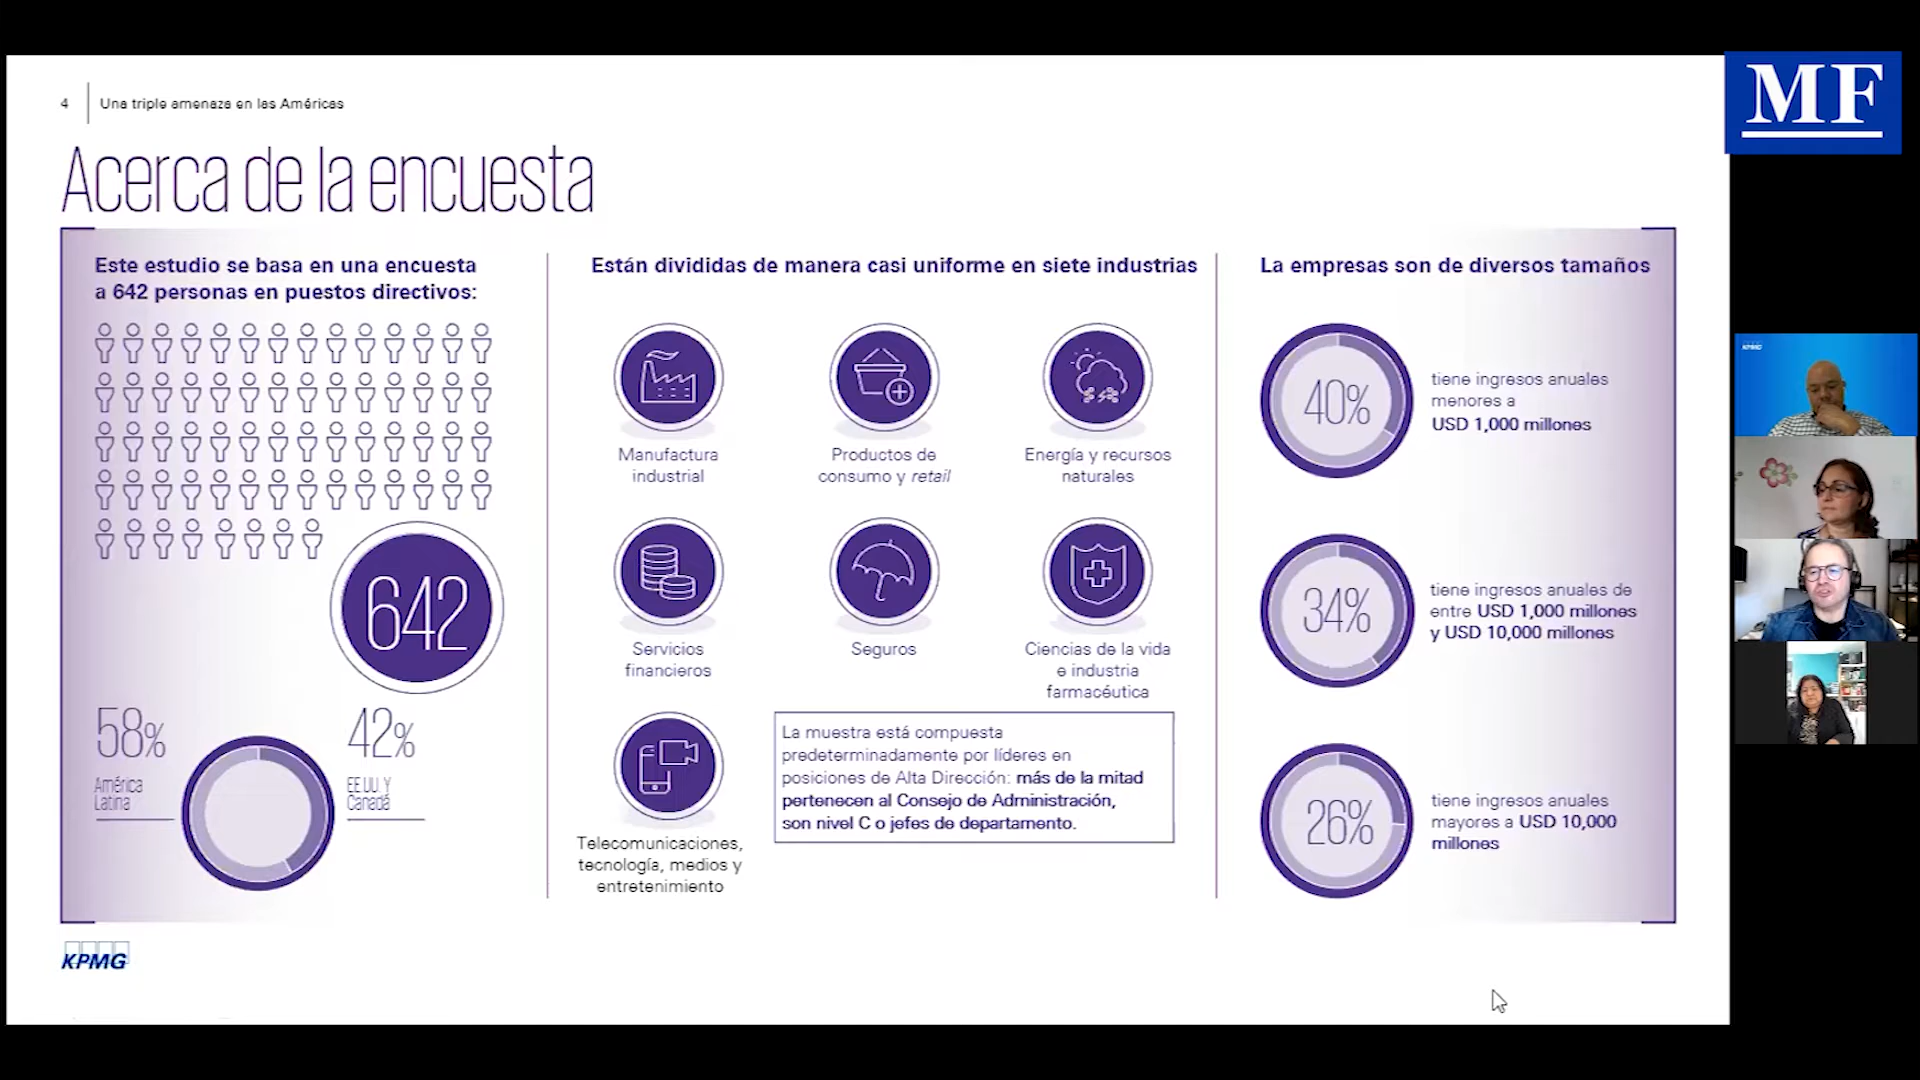 4
Una triple amenaza en las Américas
MF
Acerca de la encuesta
Este estudio se basa en una encuesta
a 642 personas en puestos directivos:
642
58%
América
Latina
42%
EE.UU. Y
Canadá
Están divididas de manera casi uniforme en siete industrias
Manufactura
industrial
Productos de
consumo y retail
Energía y recursos
naturales
Servicios
financieros
Seguros
Ciencias de la vida
e industria
farmacéutica
Telecomunicaciones,
tecnología, medios y
entretenimiento
La muestra está compuesta
predeterminadamente por líderes en
posiciones de Alta Dirección: más de la mitad
pertenecen al Consejo de Administración,
son nivel C o jefes de departamento.
La empresas son de diversos tamaños
40%
tiene ingresos anuales
menores a
USD 1,000 millones
34%
tiene ingresos anuales de
entre USD 1,000 millones
y USD 10,000 millones
26%
tiene ingresos anuales
mayores a USD 10,000
millones
KPMG
KPMG